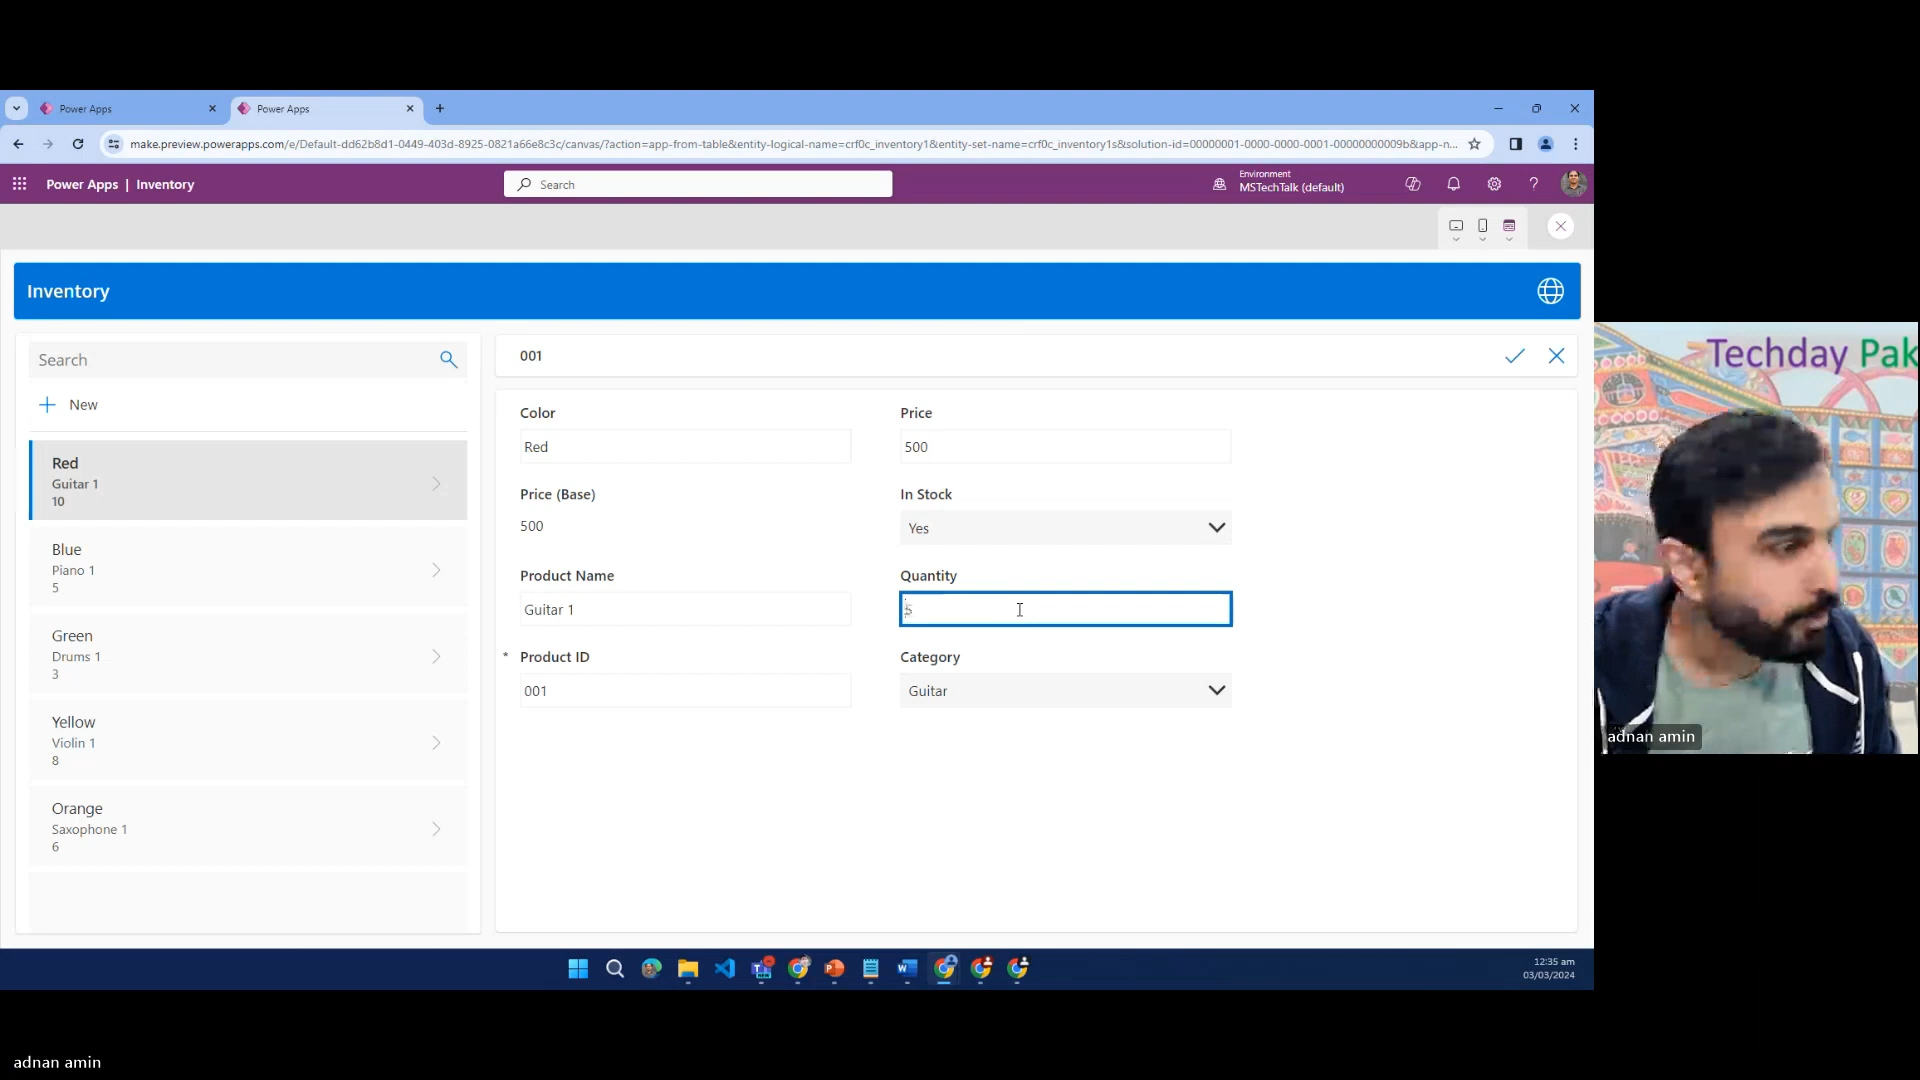 Power Apps
Power Apps
make.preview.powerapps.com/e/Default-dd62b8d1-0449-403d-8925-0821a66e8c3c/canvas/?action=app-from-table&entity-logical-name=crf0c_inventory1&entity-set-name=crf0c_inventory1s&solution-id=00000001-0000-0000-0001-00000000009b&app-n...
Power Apps | Inventory
Search
Environment
MSTechTalk (default)
Inventory
Search
New
Red
Guitar 1
10
Blue
Piano 1
5
Green
Drums 1
3
Yellow
Violin 1
8
Orange
Saxophone 1
6
001
Color
Red
Price
500
Price (Base)
500
In Stock
Yes
Product Name
Guitar 1
Quantity
5
* Product ID
001
Category
Guitar
12:35 am
03/03/2024
Techday Pak
adnan amin
adnan amin